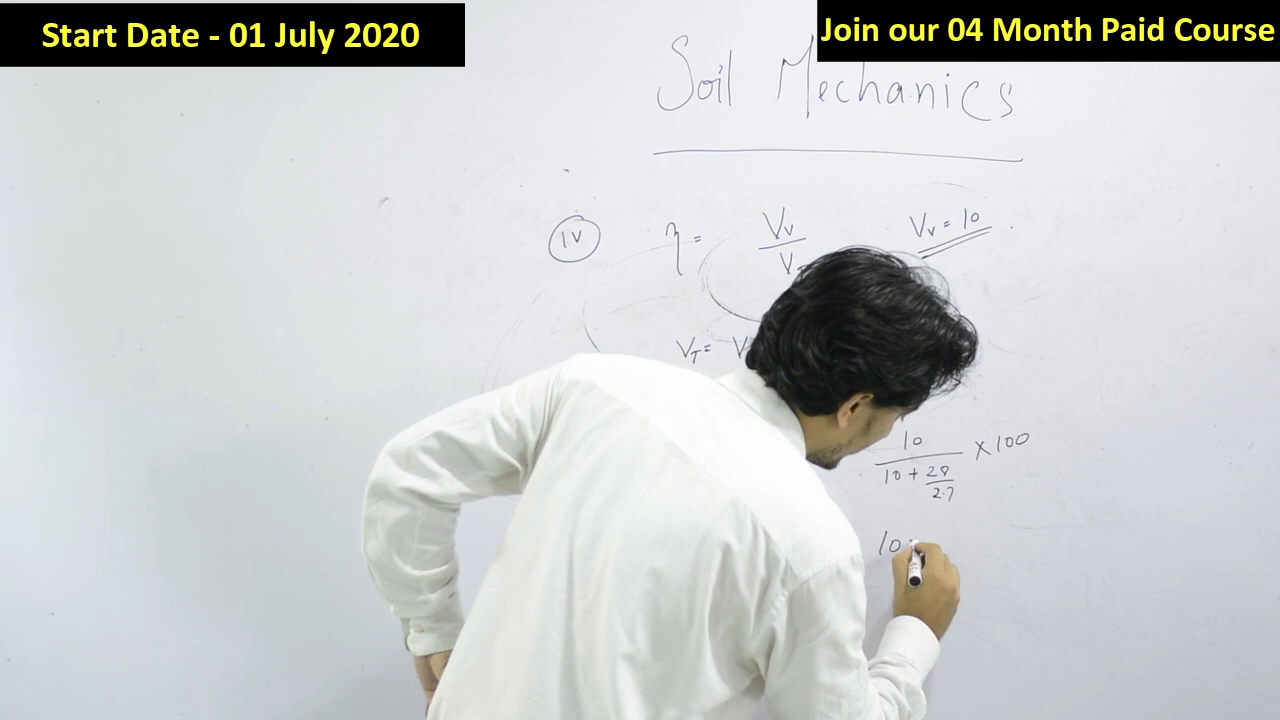 Start Date - 01 July 2020
Join our 04 Month Paid Course
Soil Mechanics
IV η = Vv / VT Vv = 10
VT = V
10 / 10 + 28/2.7 × 100
10